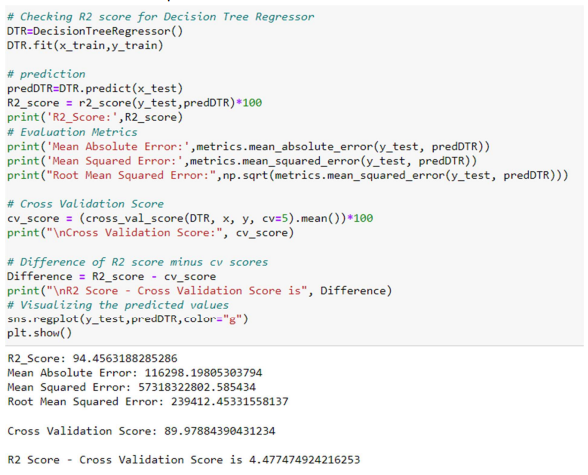 # Checking R2 score for Decision Tree Regressor
DTR=DecisionTreeRegressor()
DTR.fit(x_train,y_train)
# prediction
predDTR=DTR.predict(x_test)
R2_score = r2_score(y_test,predDTR)*100
print('R2_Score:',R2_score)
# Evaluation Metrics
print('Mean Absolute Error:',metrics.mean_absolute_error(y_test, predDTR))
print('Mean Squared Error:',metrics.mean_squared_error(y_test, predDTR))
print("Root Mean Squared Error:",np.sqrt(metrics.mean_squared_error(y_test, predDTR)))
# Cross Validation Score
cv_score = (cross_val_score(DTR, x, y, cv=5).mean())*100
print("\nCross Validation Score:", cv_score)
# Difference of R2 score minus cv scores
Difference = R2_score - cv_score
print("\nR2 Score - Cross Validation Score is", Difference)
# Visualizing the predicted values
sns.regplot(y_test,predDTR,color="g")
plt.show()
R2_Score: 94.4563188285286
Mean Absolute Error: 116298.19805303794
Mean Squared Error: 57318322802.585434
Root Mean Squared Error: 239412.45331558137
Cross Validation Score: 89.97884390431234
R2 Score - Cross Validation Score is 4.477474924216253